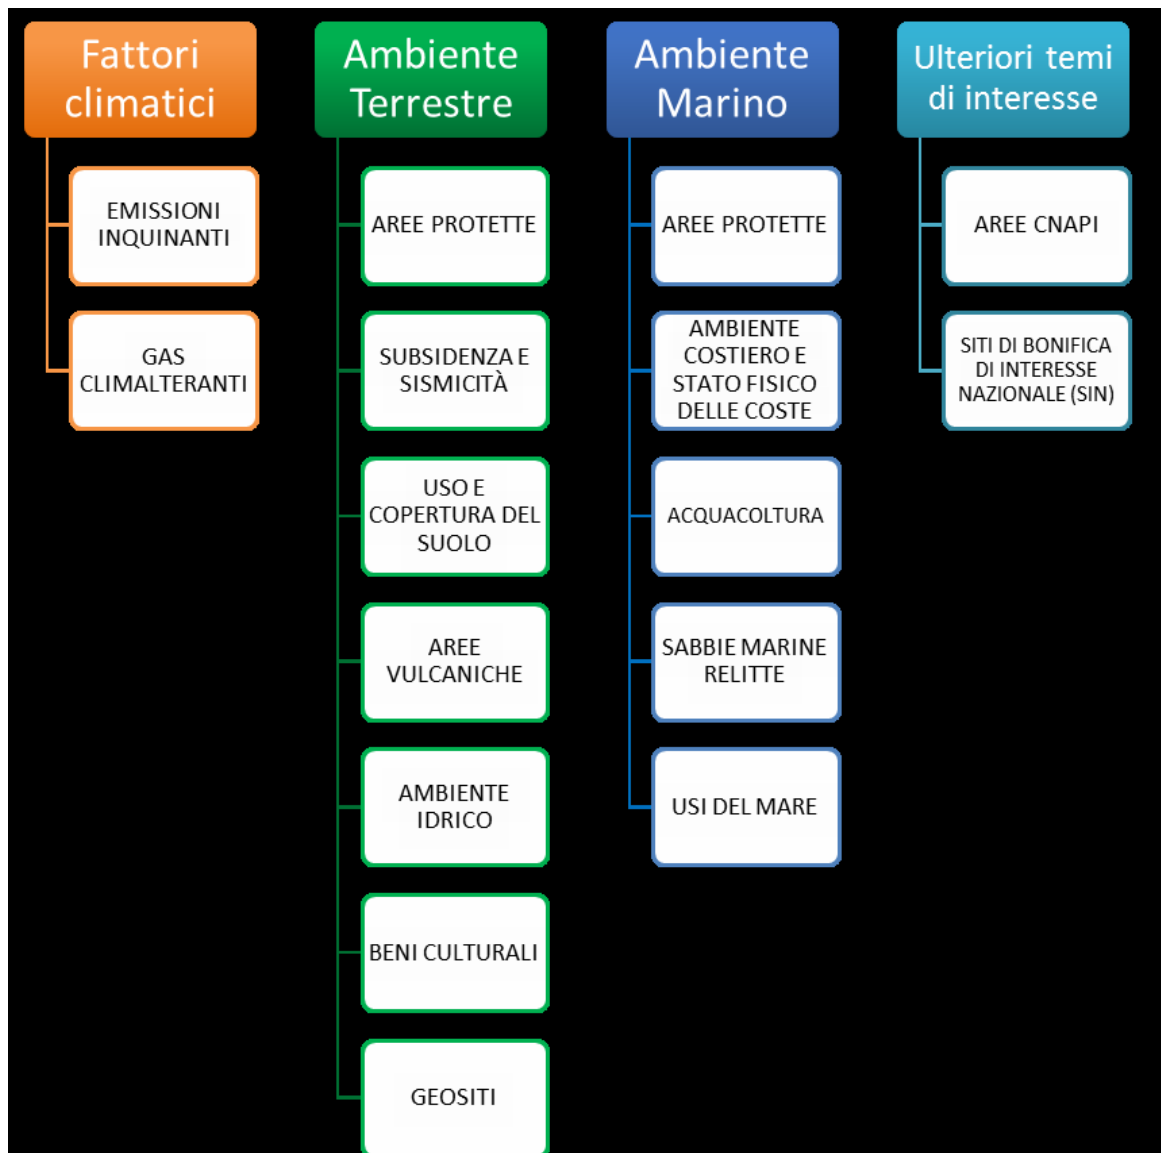 Fattori
climatici
EMISSIONI
INQUINANTI
GAS
CLIMALTERANTI
Ambiente
Terrestre
AREE PROTETTE
SUBSIDENZA E
SISMICITÀ
USO E
COPERTURA DEL
SUOLO
AREE
VULCANICHE
AMBIENTE
IDRICO
BENI CULTURALI
GEOSITI
Ambiente
Marino
AREE PROTETTE
AMBIENTE
COSTIERO E
STATO FISICO
DELLE COSTE
ACQUACOLTURA
SABBIE MARINE
RELITTE
USI DEL MARE
Ulteriori temi
di interesse
AREE CNAPI
SITI DI BONIFICA
DI INTERESSE
NAZIONALE (SIN)